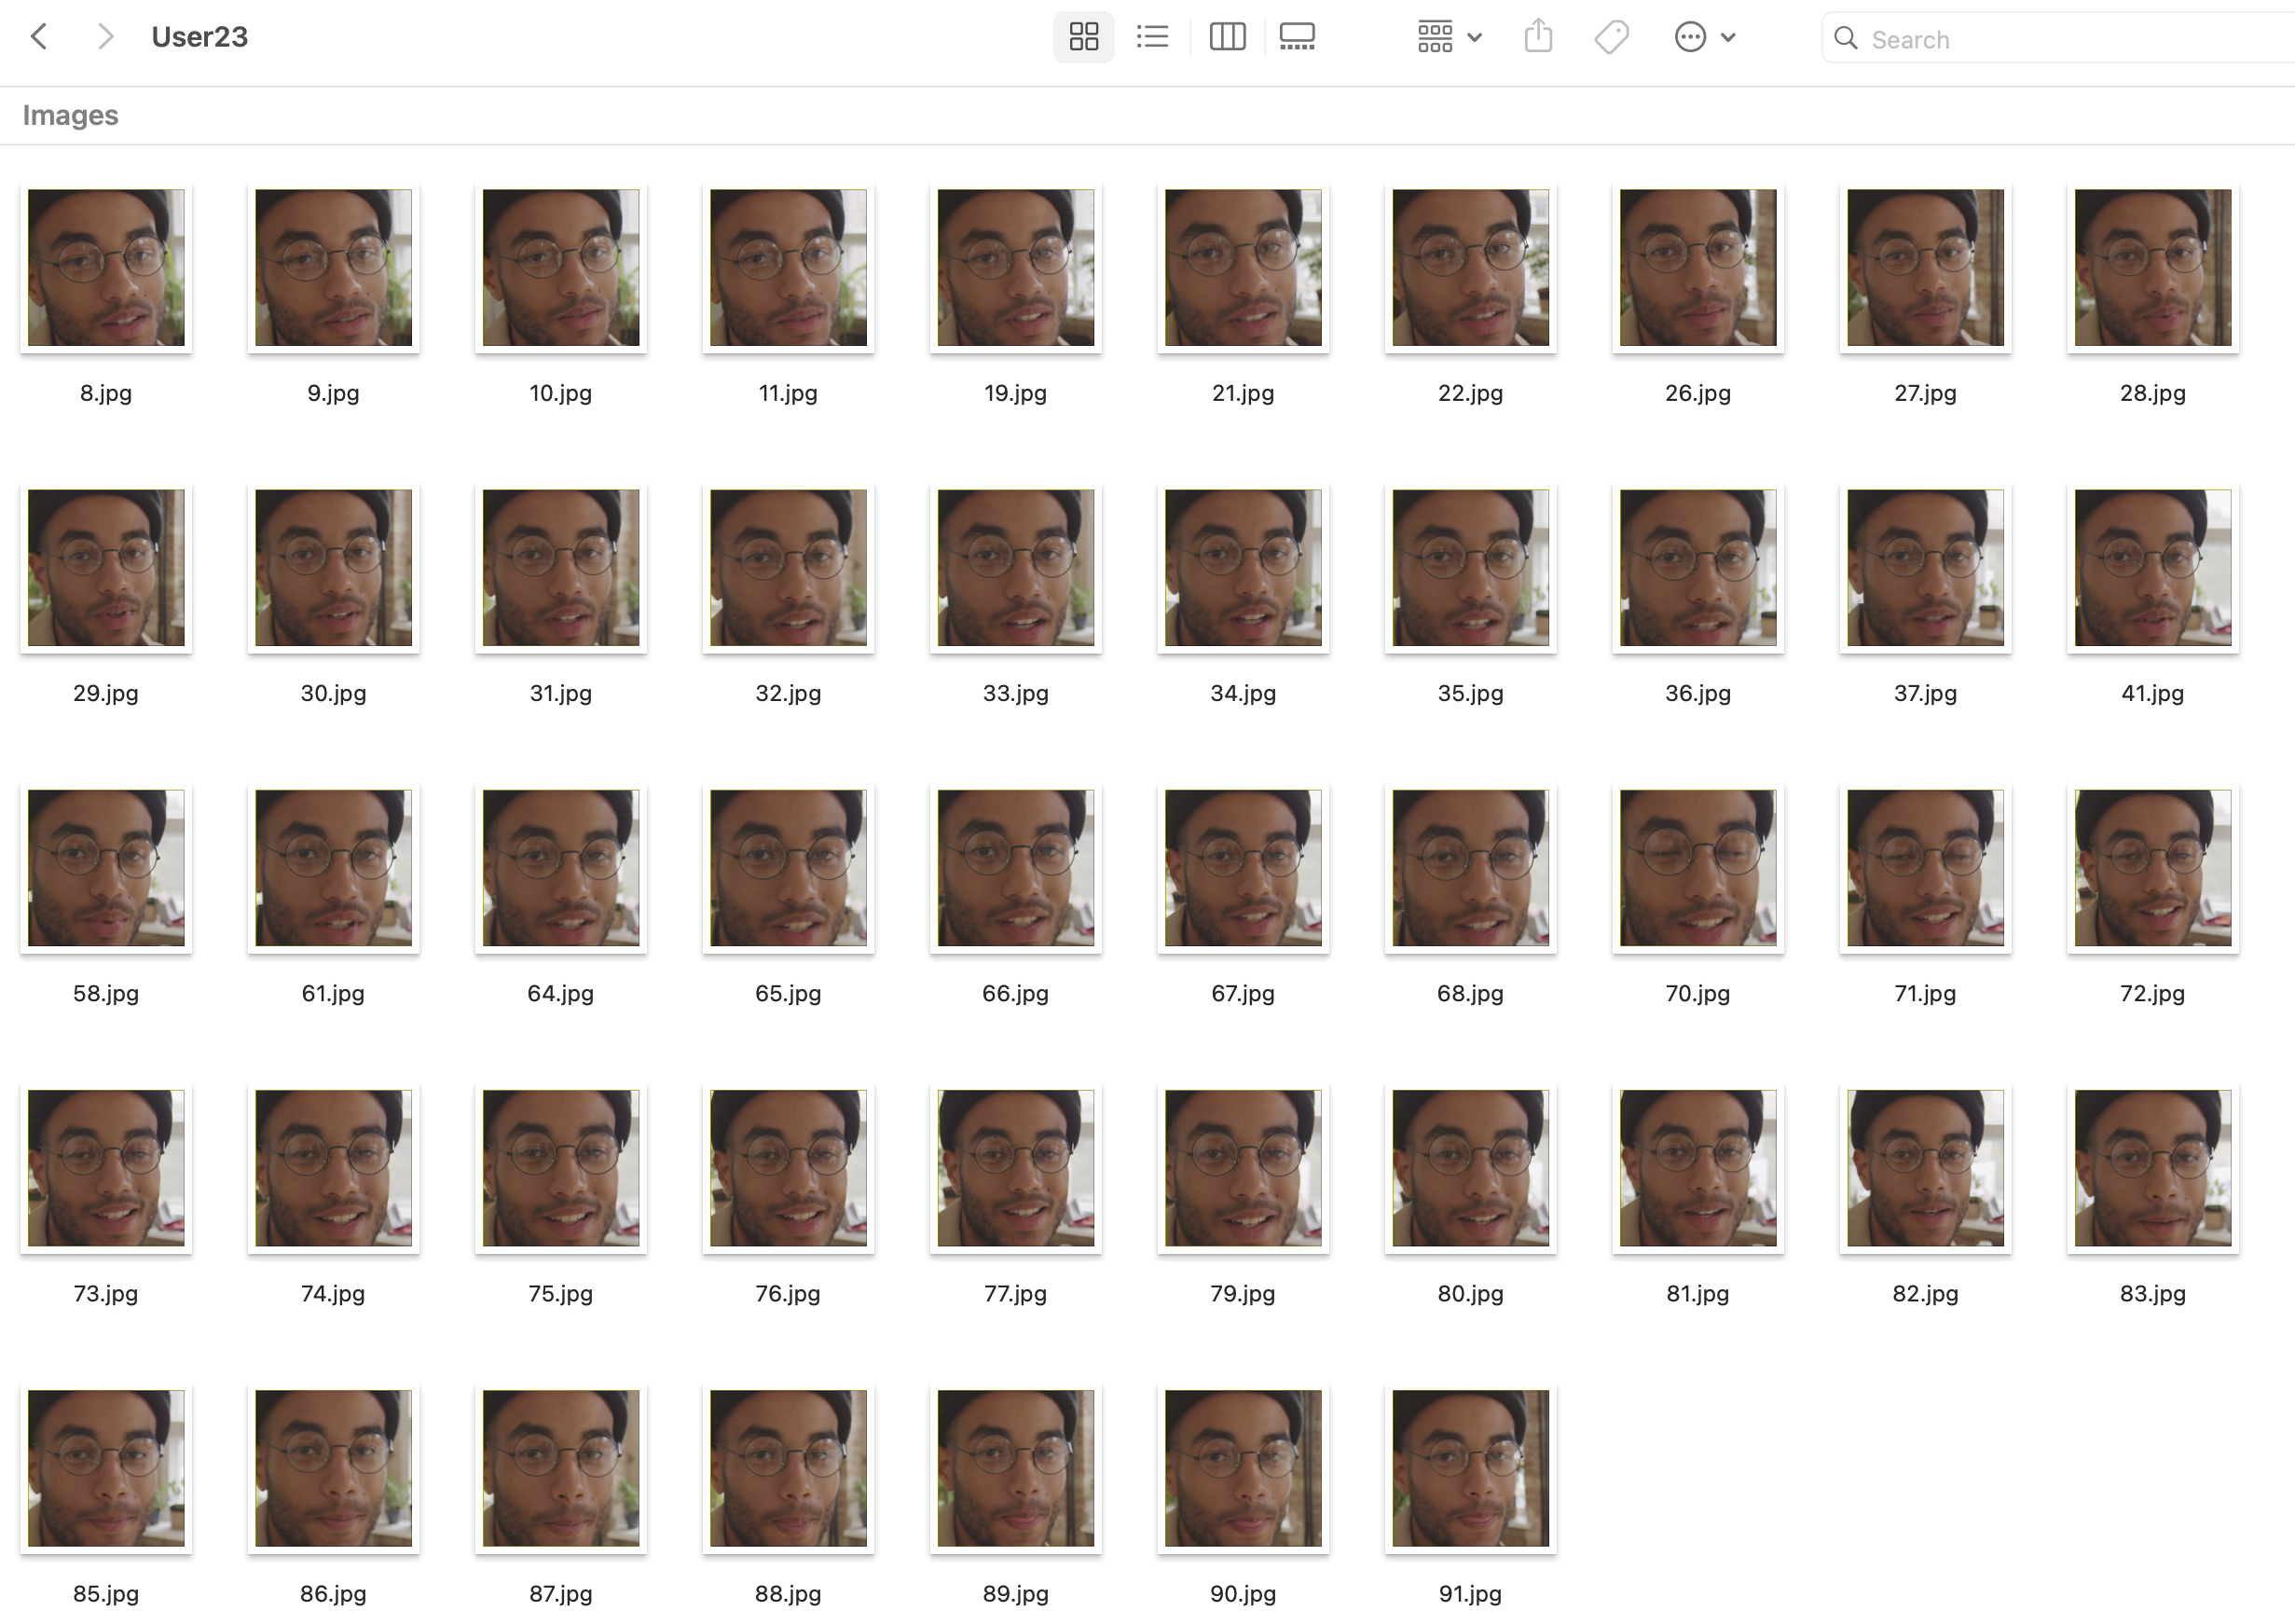 User23
Search
Images
8.jpg 9.jpg 10.jpg 11.jpg 19.jpg 21.jpg 22.jpg 26.jpg 27.jpg 28.jpg
29.jpg 30.jpg 31.jpg 32.jpg 33.jpg 34.jpg 35.jpg 36.jpg 37.jpg 41.jpg
58.jpg 61.jpg 64.jpg 65.jpg 66.jpg 67.jpg 68.jpg 70.jpg 71.jpg 72.jpg
73.jpg 74.jpg 75.jpg 76.jpg 77.jpg 79.jpg 80.jpg 81.jpg 82.jpg 83.jpg
85.jpg 86.jpg 87.jpg 88.jpg 89.jpg 90.jpg 91.jpg